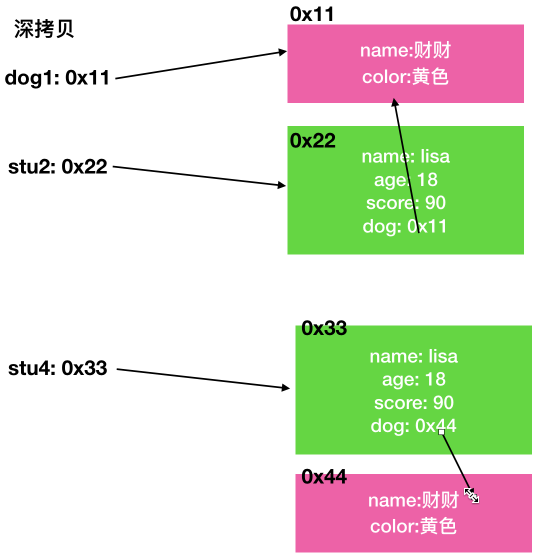 深拷贝
0x11
name:财财
color:黄色
dog1: 0x11
0x22
name: lisa
age: 18
score: 90
dog: 0x11
stu2: 0x22
0x33
name: lisa
age: 18
score: 90
dog: 0x44
stu4: 0x33
0x44
name:财财
color:黄色